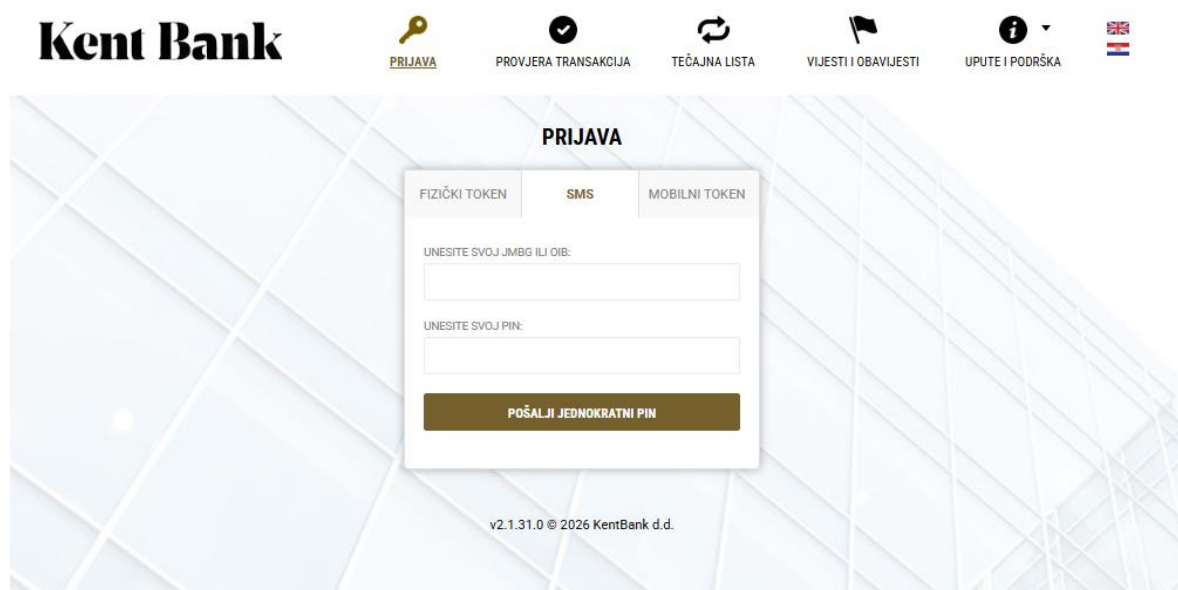 Kent Bank
PRIJAVA
PROVJERA TRANSAKCIJA
TEČAJNA LISTA
VIJESTI I OBAVIJESTI
UPUTE I PODRŠKA
PRIJAVA
FIZIČKI TOKEN
SMS
MOBILNI TOKEN
UNESITE SVOJ JMBG ILI OIB:
UNESITE SVOJ PIN:
POŠALJI JEDNOKRATNI PIN
v2.1.31.0 © 2026 KentBank d.d.